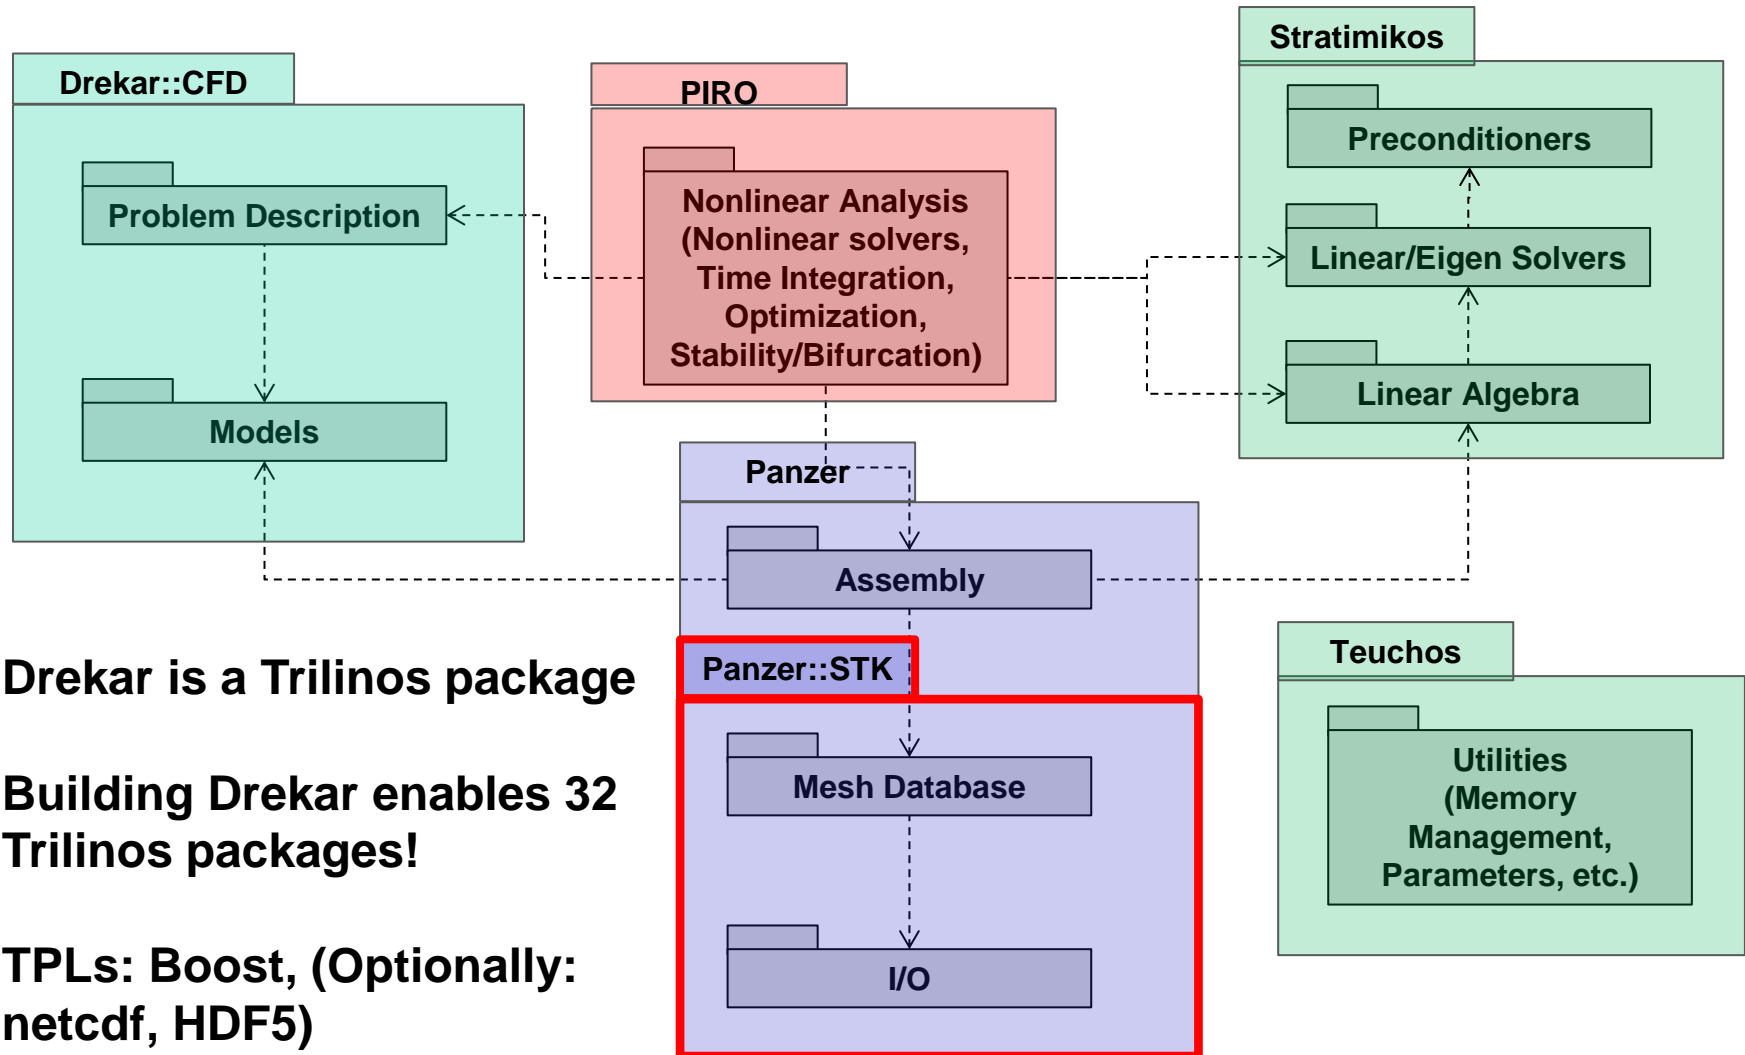 Drekar::CFD
Problem Description
Models
PIRO
Nonlinear Analysis
(Nonlinear solvers,
Time Integration,
Optimization,
Stability/Bifurcation)
Stratimikos
Preconditioners
Linear/Eigen Solvers
Linear Algebra
Panzer
Assembly
Panzer::STK
Mesh Database
I/O
Teuchos
Utilities
(Memory
Management,
Parameters, etc.)
Drekar is a Trilinos package
Building Drekar enables 32
Trilinos packages!
TPLs: Boost, (Optionally:
netcdf, HDF5)